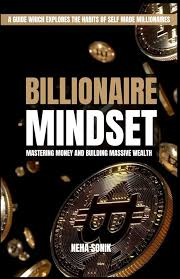 A GUIDE WHICH EXPLORES THE HABITS OF SELF MADE MILLIONAIRES
BILLIONAIRE
MINDSET
MASTERING MONEY AND BUILDING MASSIVE WEALTH
NEHA SONIK